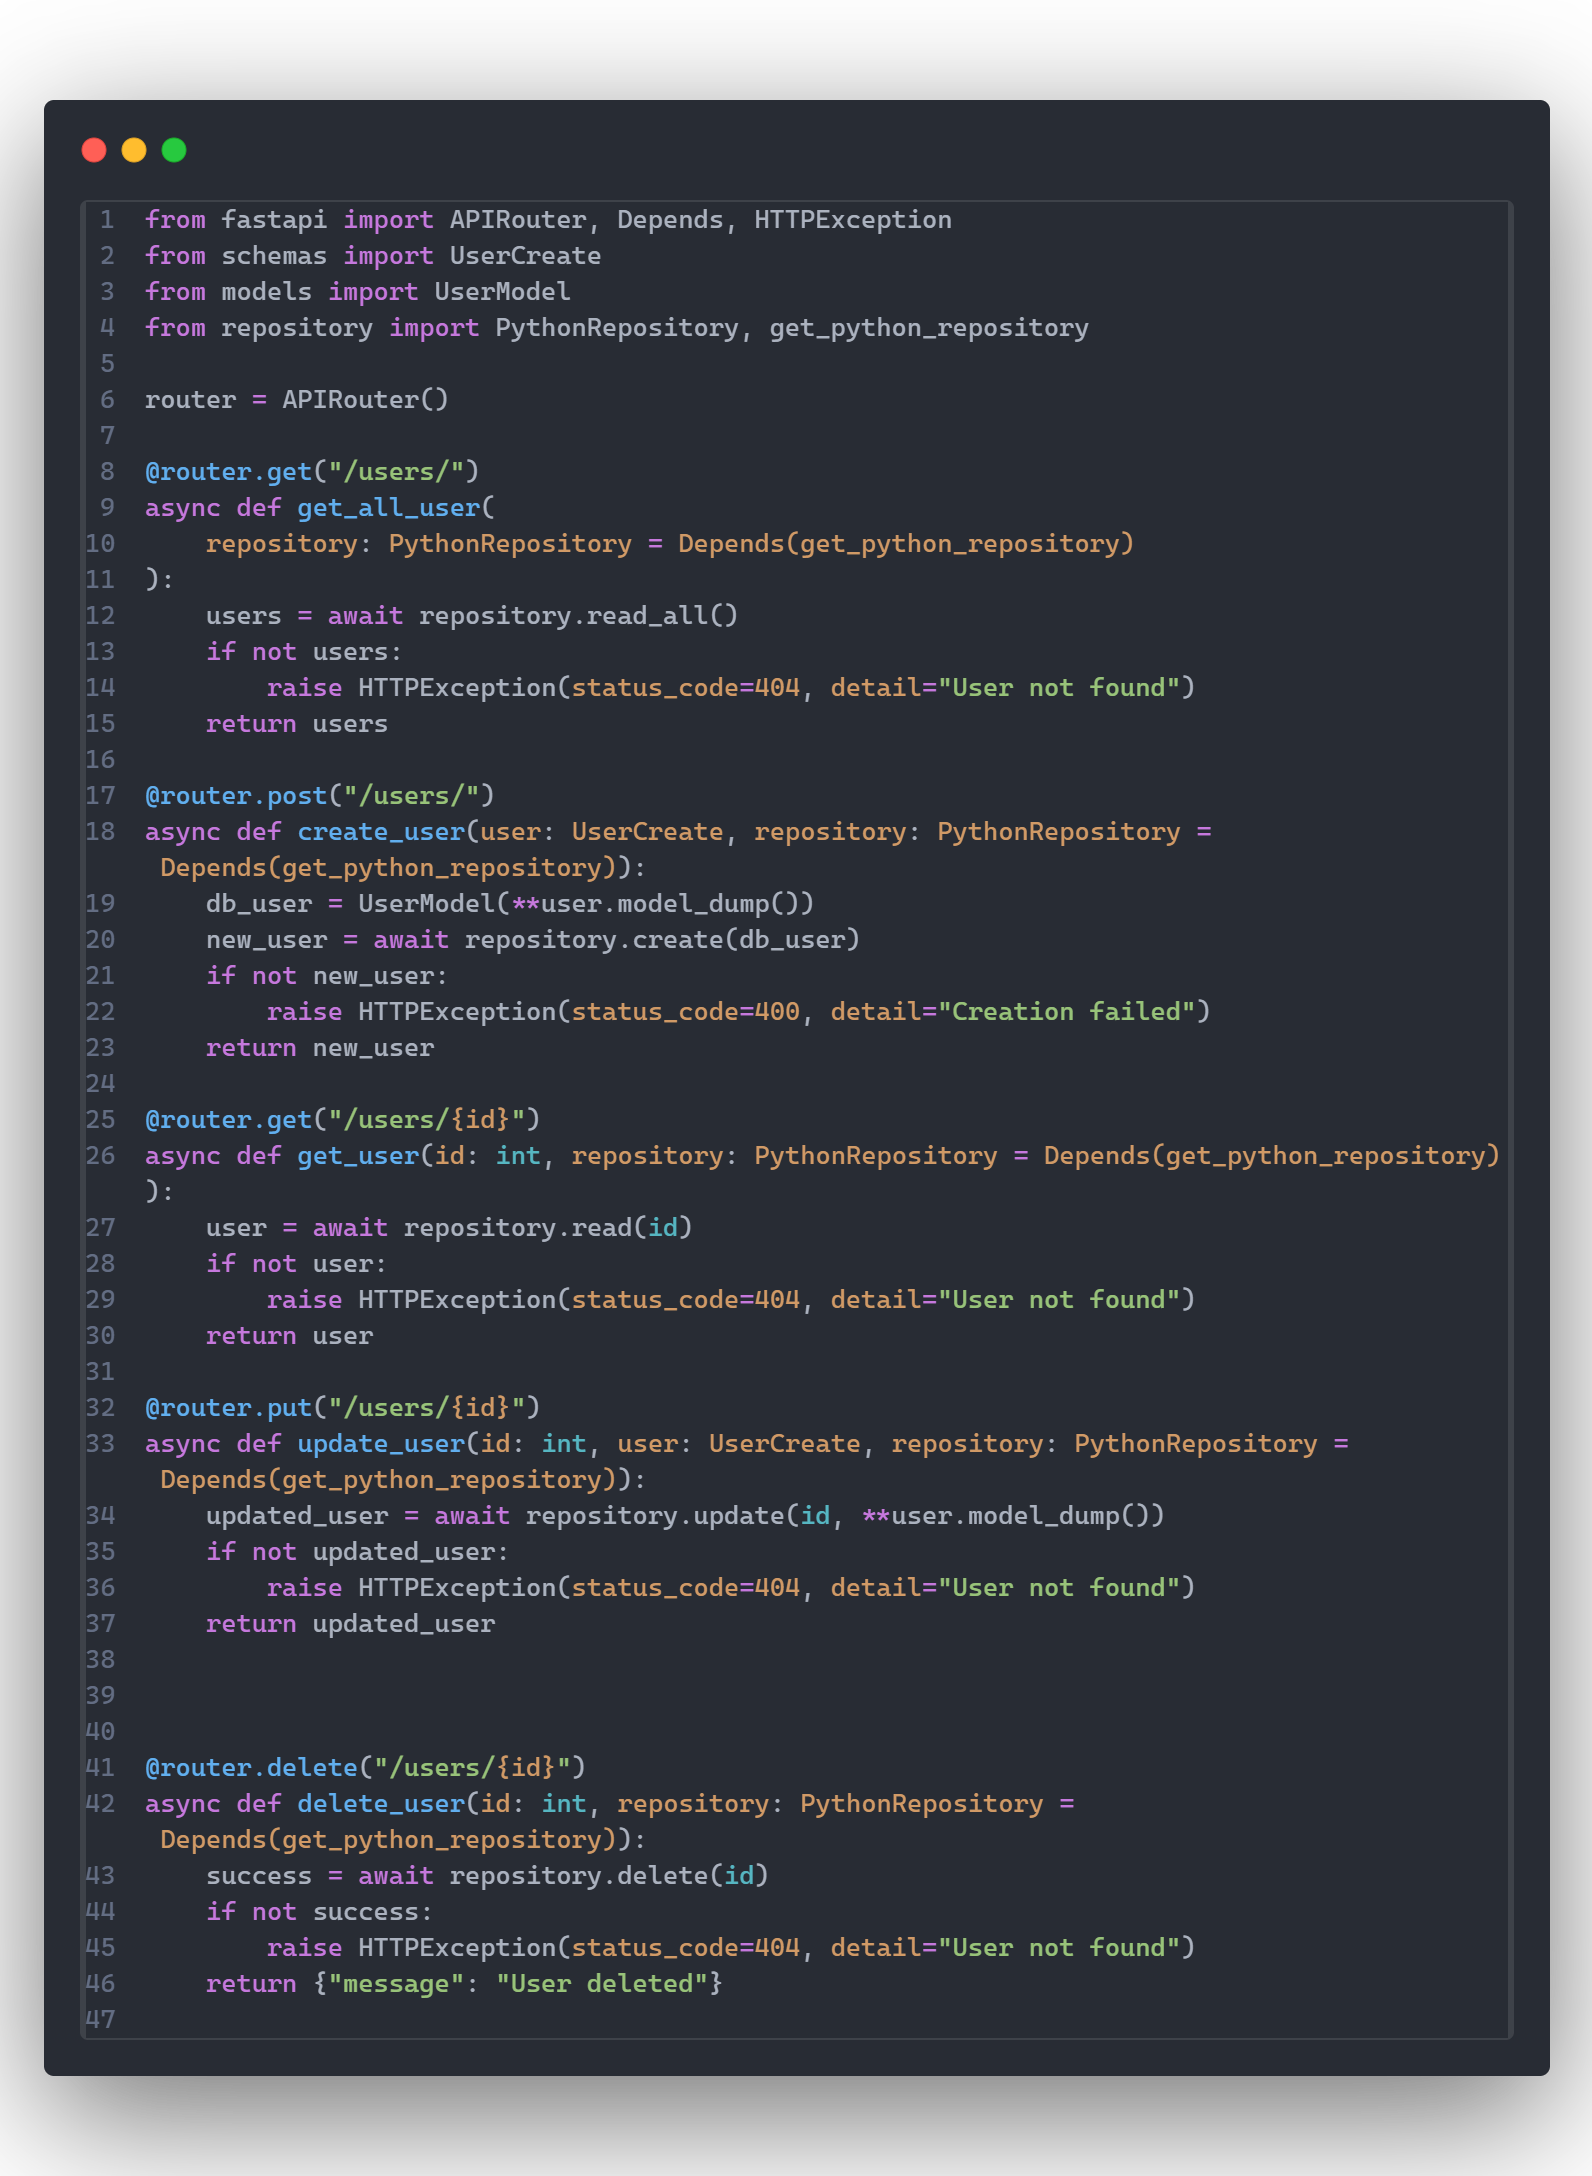 1 from fastapi import APIRouter, Depends, HTTPException
2 from schemas import UserCreate
3 from models import UserModel
4 from repository import PythonRepository, get_python_repository
5
6 router = APIRouter()
7
8 @router.get("/users/")
9 async def get_all_user(
10     repository: PythonRepository = Depends(get_python_repository)
11 ):
12     users = await repository.read_all()
13     if not users:
14         raise HTTPException(status_code=404, detail="User not found")
15     return users
16
17 @router.post("/users/")
18 async def create_user(user: UserCreate, repository: PythonRepository =
 Depends(get_python_repository)):
19     db_user = UserModel(**user.model_dump())
20     new_user = await repository.create(db_user)
21     if not new_user:
22         raise HTTPException(status_code=400, detail="Creation failed")
23     return new_user
24
25 @router.get("/users/{id}")
26 async def get_user(id: int, repository: PythonRepository = Depends(get_python_repository)
):
27     user = await repository.read(id)
28     if not user:
29         raise HTTPException(status_code=404, detail="User not found")
30     return user
31
32 @router.put("/users/{id}")
33 async def update_user(id: int, user: UserCreate, repository: PythonRepository =
 Depends(get_python_repository)):
34     updated_user = await repository.update(id, **user.model_dump())
35     if not updated_user:
36         raise HTTPException(status_code=404, detail="User not found")
37     return updated_user
38
39
40
41 @router.delete("/users/{id}")
42 async def delete_user(id: int, repository: PythonRepository =
 Depends(get_python_repository)):
43     success = await repository.delete(id)
44     if not success:
45         raise HTTPException(status_code=404, detail="User not found")
46     return {"message": "User deleted"}
47